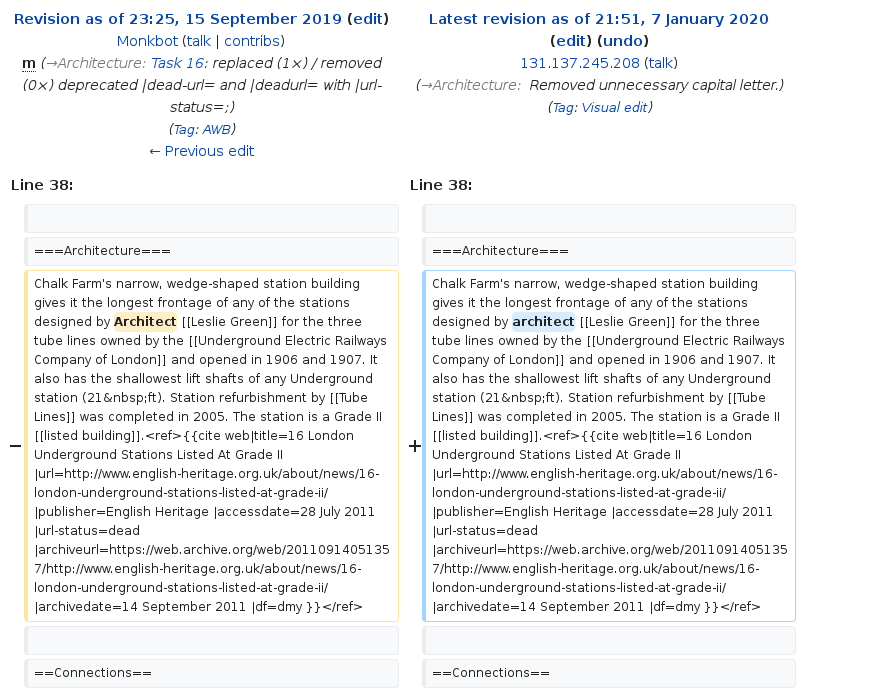 Revision as of 23:25, 15 September 2019 (edit)
Monkbot (talk | contribs)
m (→Architecture: Task 16: replaced (1×) / removed
(0×) deprecated |dead-url= and |deadurl= with |url-
status=;)
(Tag: AWB)
← Previous edit
Latest revision as of 21:51, 7 January 2020
(edit) (undo)
131.137.245.208 (talk)
(→Architecture: Removed unnecessary capital letter.)
(Tag: Visual edit)
Line 38:
===Architecture===
− Chalk Farm's narrow, wedge-shaped station building
gives it the longest frontage of any of the stations
designed by Architect [[Leslie Green]] for the three
tube lines owned by the [[Underground Electric Railways
Company of London]] and opened in 1906 and 1907. It
also has the shallowest lift shafts of any Underground
station (21&nbsp;ft). Station refurbishment by [[Tube
Lines]] was completed in 2005. The station is a Grade II
[[listed building]].<ref>{{cite web|title=16 London
Underground Stations Listed At Grade II
|url=http://www.english-heritage.org.uk/about/news/16-
london-underground-stations-listed-at-grade-ii/
|publisher=English Heritage |accessdate=28 July 2011
|url-status=dead
|archiveurl=https://web.archive.org/web/2011091405135
7/http://www.english-heritage.org.uk/about/news/16-
london-underground-stations-listed-at-grade-ii/
|archivedate=14 September 2011 |df=dmy }}</ref>
==Connections==
Line 38:
===Architecture===
+ Chalk Farm's narrow, wedge-shaped station building
gives it the longest frontage of any of the stations
designed by architect [[Leslie Green]] for the three
tube lines owned by the [[Underground Electric Railways
Company of London]] and opened in 1906 and 1907. It
also has the shallowest lift shafts of any Underground
station (21&nbsp;ft). Station refurbishment by [[Tube
Lines]] was completed in 2005. The station is a Grade II
[[listed building]].<ref>{{cite web|title=16 London
Underground Stations Listed At Grade II
|url=http://www.english-heritage.org.uk/about/news/16-
london-underground-stations-listed-at-grade-ii/
|publisher=English Heritage |accessdate=28 July 2011
|url-status=dead
|archiveurl=https://web.archive.org/web/2011091405135
7/http://www.english-heritage.org.uk/about/news/16-
london-underground-stations-listed-at-grade-ii/
|archivedate=14 September 2011 |df=dmy }}</ref>
==Connections==